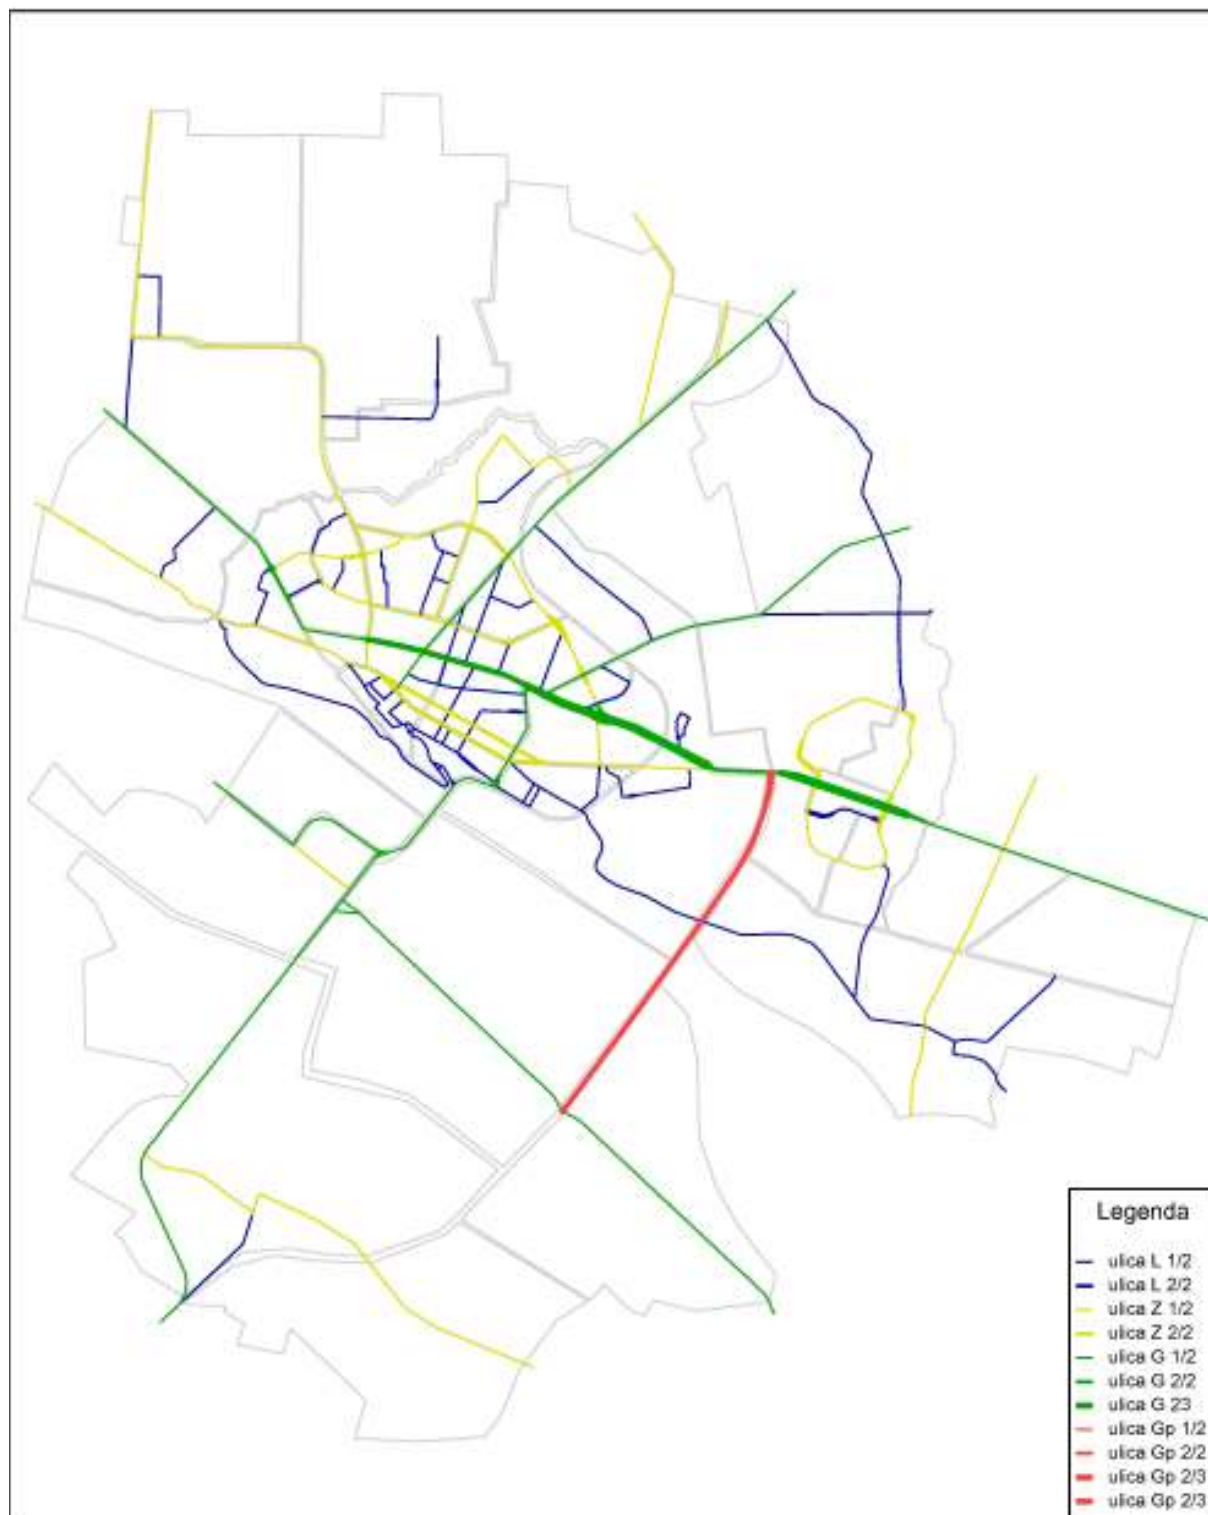 Legenda
ulica L 1/2
ulica L 2/2
ulica Z 1/2
ulica Z 2/2
ulica G 1/2
ulica G 2/2
ulica G 23
ulica Gp 1/2
ulica Gp 2/2
ulica Gp 2/3
ulica Gp 2/3